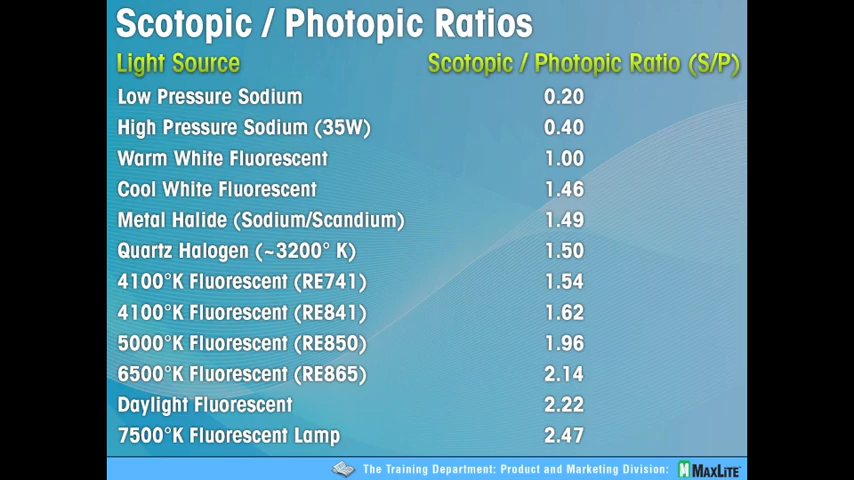 Scotopic / Photopic Ratios
Light Source Scotopic / Photopic Ratio (S/P)
Low Pressure Sodium 0.20
High Pressure Sodium (35W) 0.40
Warm White Fluorescent 1.00
Cool White Fluorescent 1.46
Metal Halide (Sodium/Scandium) 1.49
Quartz Halogen (~3200° K) 1.50
4100°K Fluorescent (RE741) 1.54
4100°K Fluorescent (RE841) 1.62
5000°K Fluorescent (RE850) 1.96
6500°K Fluorescent (RE865) 2.14
Daylight Fluorescent 2.22
7500°K Fluorescent Lamp 2.47
The Training Department: Product and Marketing Division: MAXLITE